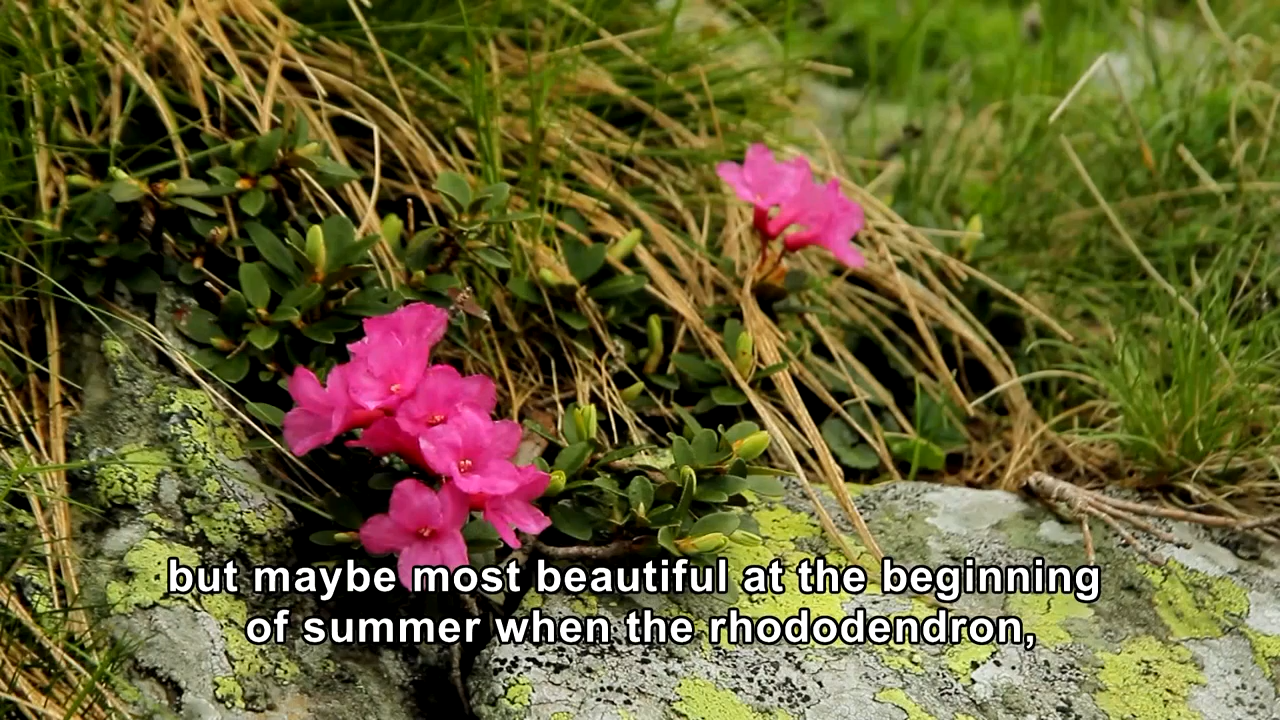 but maybe most beautiful at the beginning
of summer when the rhododendron,